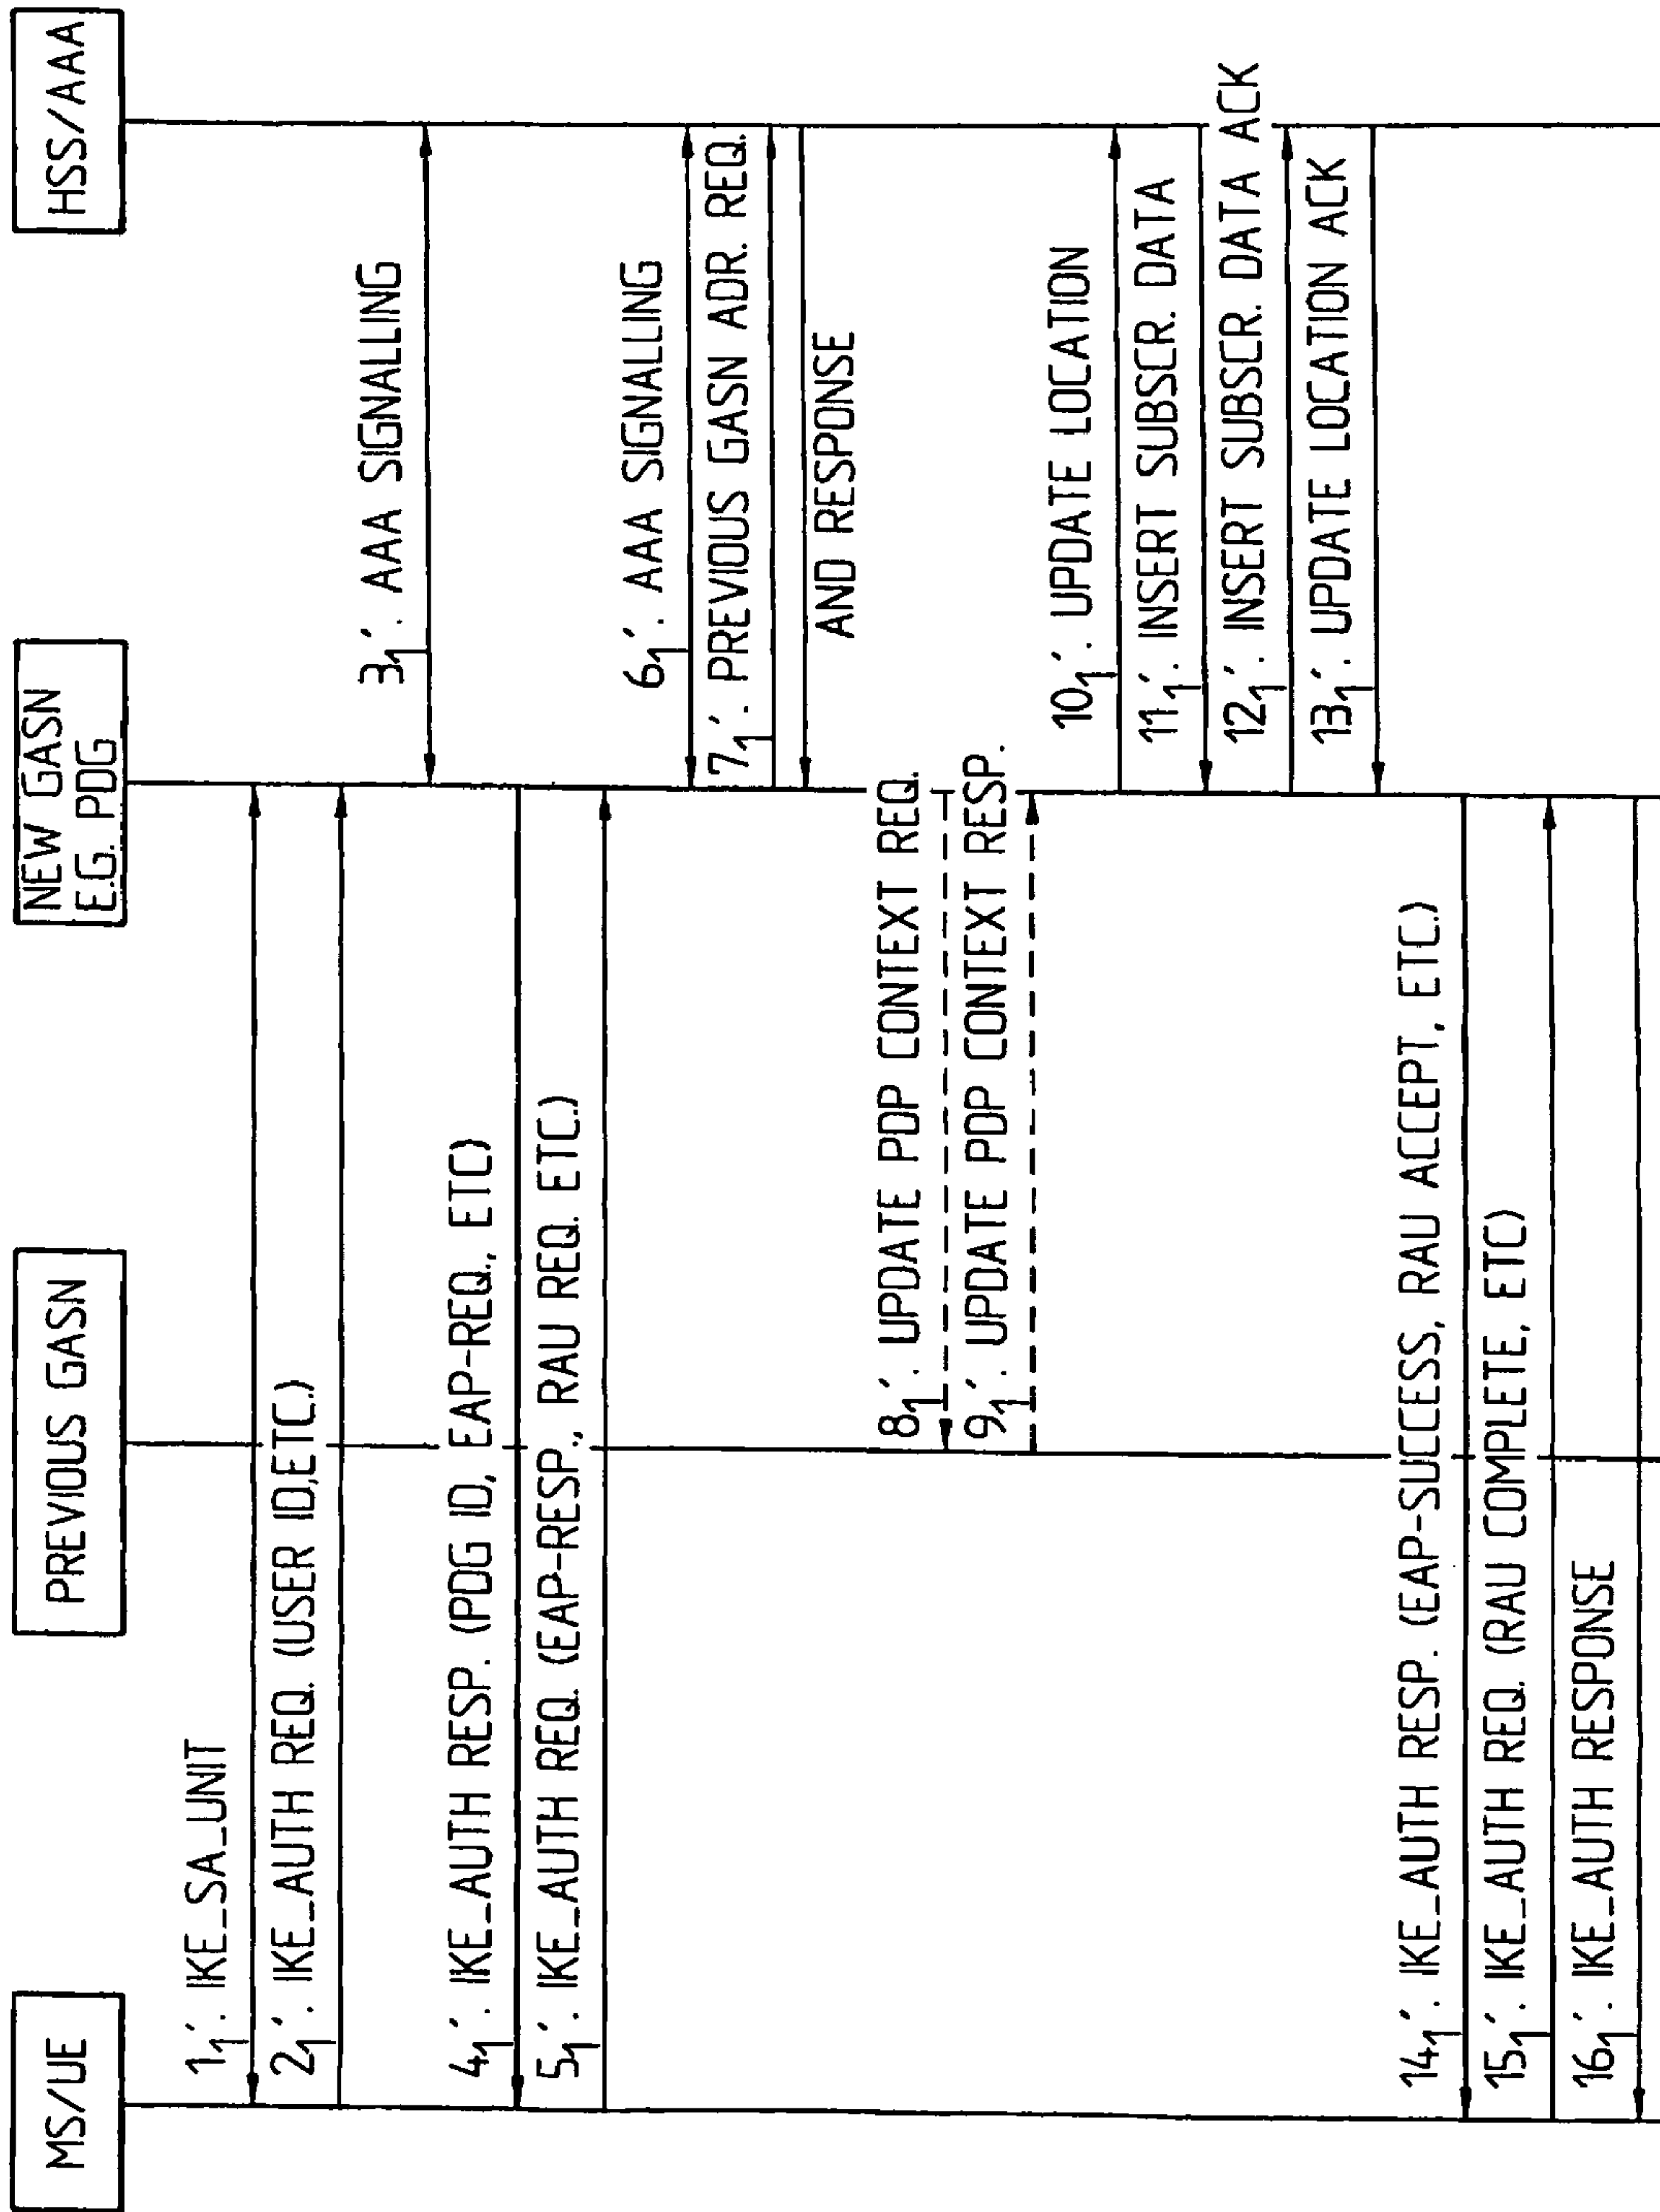 MS/UE
PREVIOUS GASN
NEW GASN
E.G. PDG
HSS/AAA
1₁′. IKE_SA_UNIT
2₁′. IKE_AUTH REQ. (USER ID,ETC.)
3₁′. AAA SIGNALLING
4₁′. IKE_AUTH RESP. (PDG ID, EAP-REQ., ETC)
5₁′. IKE_AUTH REQ. (EAP-RESP., RAU REQ. ETC.)
6₁′. AAA SIGNALLING
7₁′. PREVIOUS GASN ADR. REQ.
AND RESPONSE
8₁′. UPDATE PDP CONTEXT REQ.
9₁′. UPDATE PDP CONTEXT RESP.
10₁′. UPDATE LOCATION
11₁′. INSERT SUBSCR. DATA
12₁′. INSERT SUBSCR. DATA ACK
13₁′. UPDATE LOCATION ACK
14₁′. IKE_AUTH RESP. (EAP-SUCCESS, RAU ACCEPT, ETC.)
15₁′. IKE_AUTH REQ. (RAU COMPLETE, ETC)
16₁′. IKE_AUTH RESPONSE